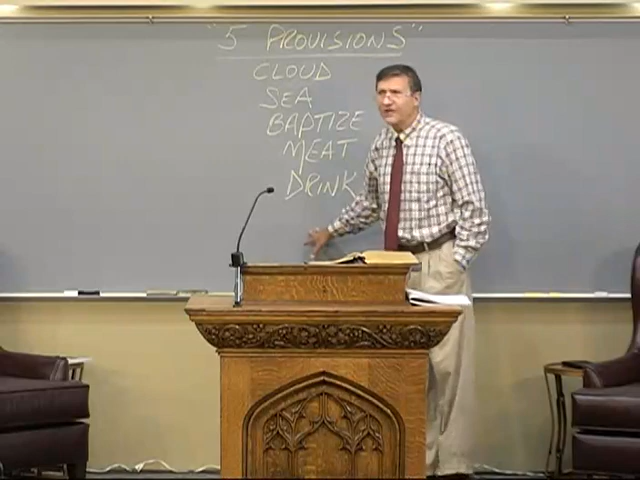 "5 PROVISIONS"
CLOUD
SEA
BAPTIZE
MEAT
DRINK